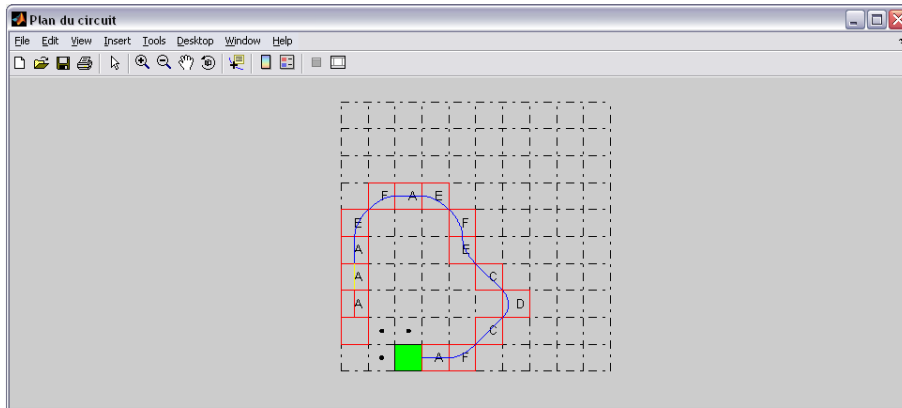 Plan du circuit
File Edit View Insert Tools Desktop Window Help
F A E
E F
A E
A C
A D
C
A F